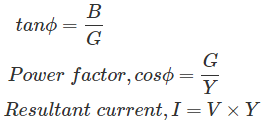 tanϕ = B/G
Power factor, cosϕ = G/Y
Resultant current, I = V × Y